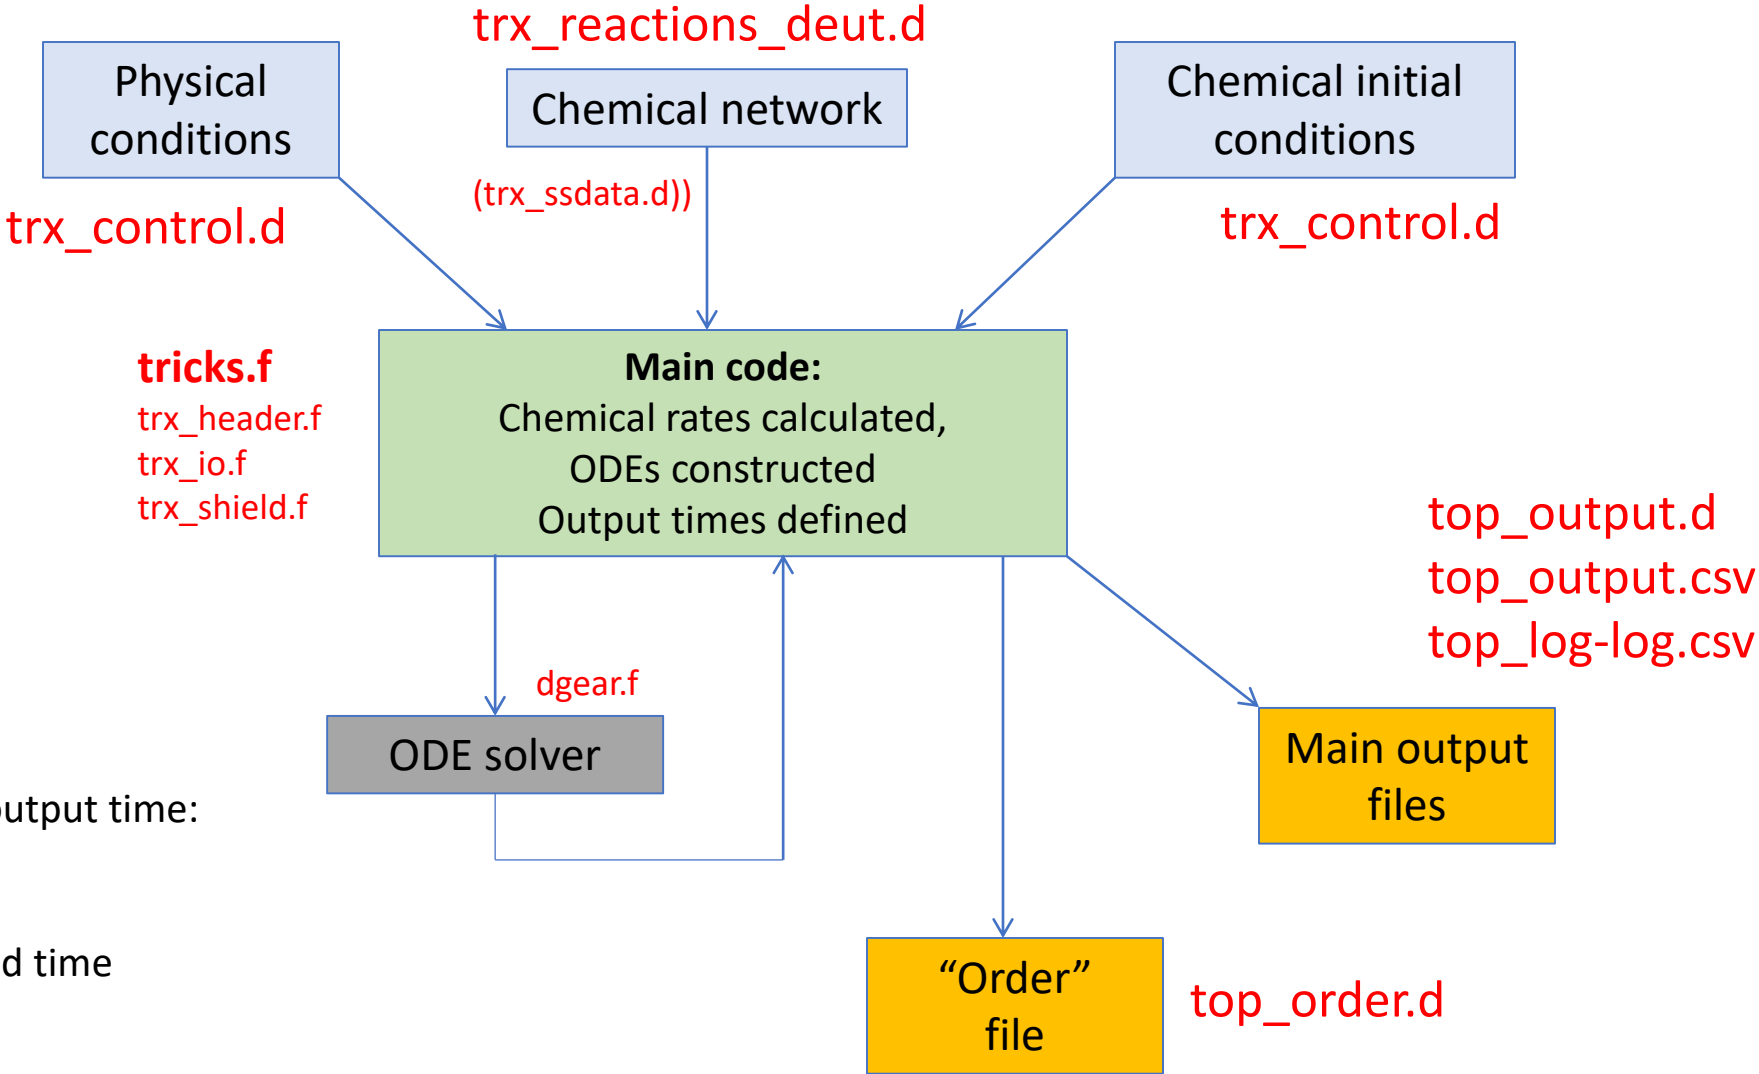 trx_reactions_deut.d
Physical
conditions
Chemical network
Chemical initial
conditions
trx_control.d
(trx_ssdata.d))
trx_control.d
tricks.f
trx_header.f
trx_io.f
trx_shield.f
Main code:
Chemical rates calculated,
ODEs constructed
Output times defined
top_output.d
top_output.csv
top_log-log.csv
dgear.f
ODE solver
Main output
files
utput time:
d time
“Order”
file
top_order.d